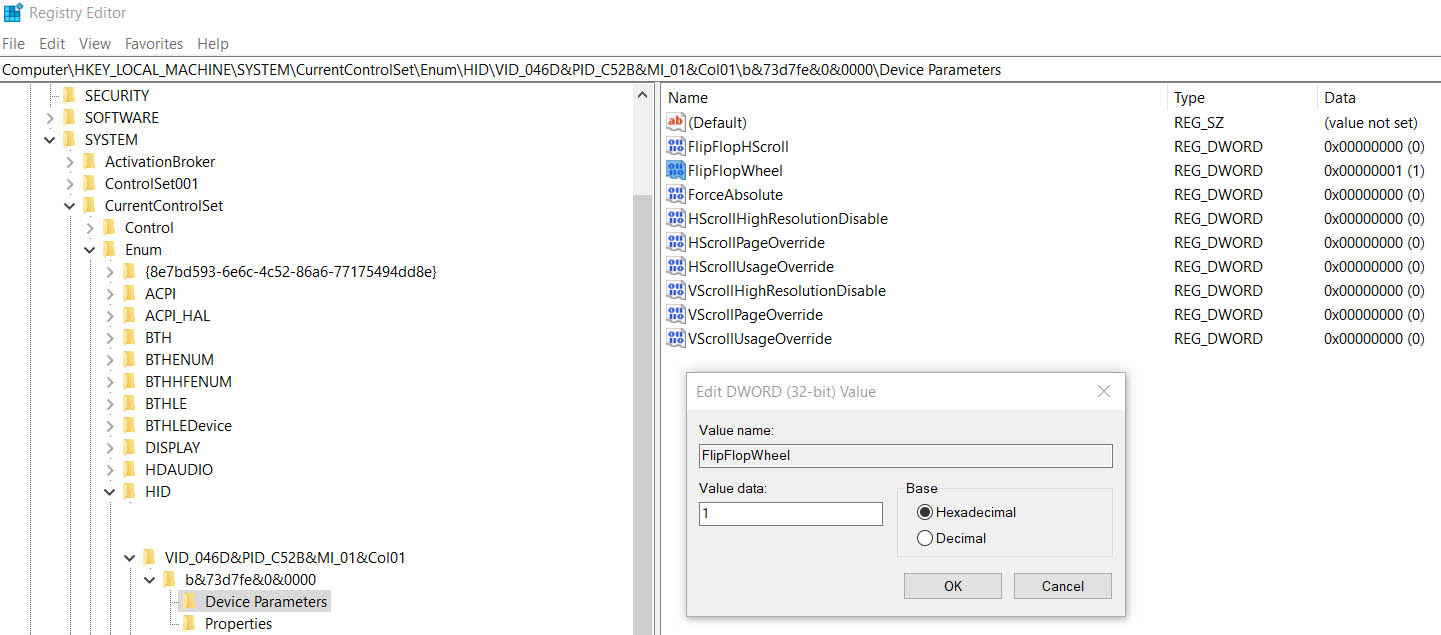 Registry Editor
File Edit View Favorites Help
Computer\HKEY_LOCAL_MACHINE\SYSTEM\CurrentControlSet\Enum\HID\VID_046D&PID_C52B&MI_01&Col01\b&73d7fe&0&0000\Device Parameters
SECURITY
SOFTWARE
SYSTEM
ActivationBroker
ControlSet001
CurrentControlSet
Control
Enum
{8e7bd593-6e6c-4c52-86a6-77175494dd8e}
ACPI
ACPI_HAL
BTH
BTHENUM
BTHHFENUM
BTHLE
BTHLEDevice
DISPLAY
HDAUDIO
HID
VID_046D&PID_C52B&MI_01&Col01
b&73d7fe&0&0000
Device Parameters
Properties
Name Type Data
ab (Default) REG_SZ (value not set)
FlipFlopHScroll REG_DWORD 0x00000000 (0)
FlipFlopWheel REG_DWORD 0x00000001 (1)
ForceAbsolute REG_DWORD 0x00000000 (0)
HScrollHighResolutionDisable REG_DWORD 0x00000000 (0)
HScrollPageOverride REG_DWORD 0x00000000 (0)
HScrollUsageOverride REG_DWORD 0x00000000 (0)
VScrollHighResolutionDisable REG_DWORD 0x00000000 (0)
VScrollPageOverride REG_DWORD 0x00000000 (0)
VScrollUsageOverride REG_DWORD 0x00000000 (0)
Edit DWORD (32-bit) Value
Value name:
FlipFlopWheel
Value data:
1
Base
Hexadecimal
Decimal
OK Cancel